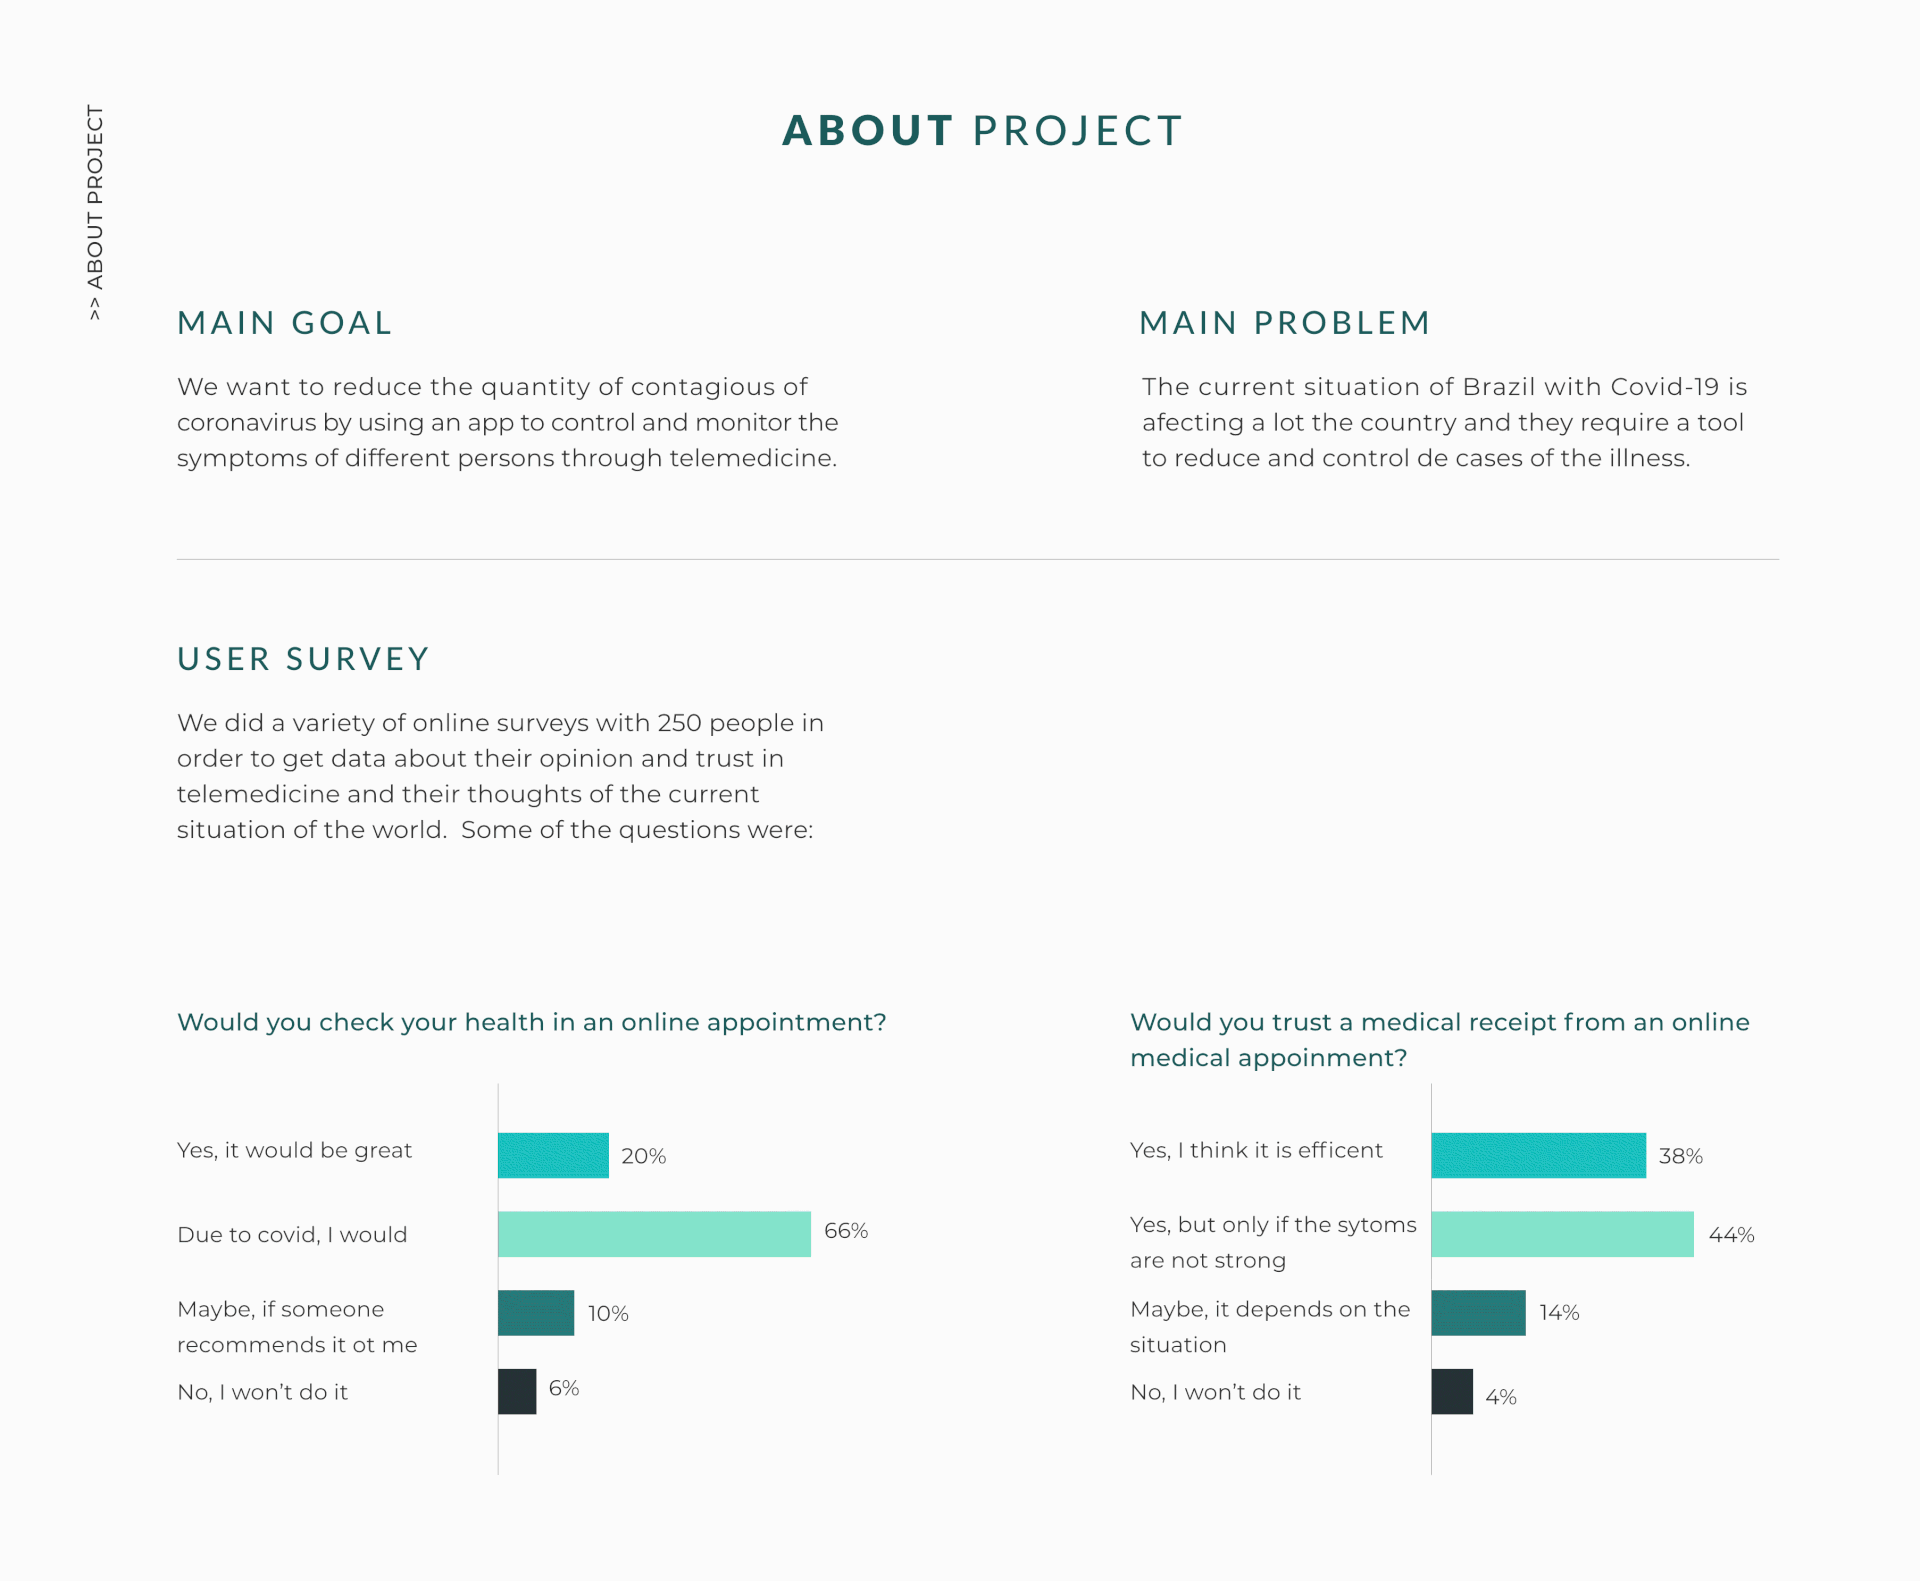 >> ABOUT PROJECT
ABOUT PROJECT
MAIN GOAL
We want to reduce the quantity of contagious of
coronavirus by using an app to control and monitor the
symptoms of different persons through telemedicine.
MAIN PROBLEM
The current situation of Brazil with Covid-19 is
afecting a lot the country and they require a tool
to reduce and control de cases of the illness.
USER SURVEY
We did a variety of online surveys with 250 people in
order to get data about their opinion and trust in
telemedicine and their thoughts of the current
situation of the world.  Some of the questions were:
Would you check your health in an online appointment?
Yes, it would be great
20%
Due to covid, I would
66%
Maybe, if someone
recommends it ot me
10%
No, I won’t do it
6%
Would you trust a medical receipt from an online
medical appoinment?
Yes, I think it is efficent
38%
Yes, but only if the sytoms
are not strong
44%
Maybe, it depends on the
situation
14%
No, I won’t do it
4%